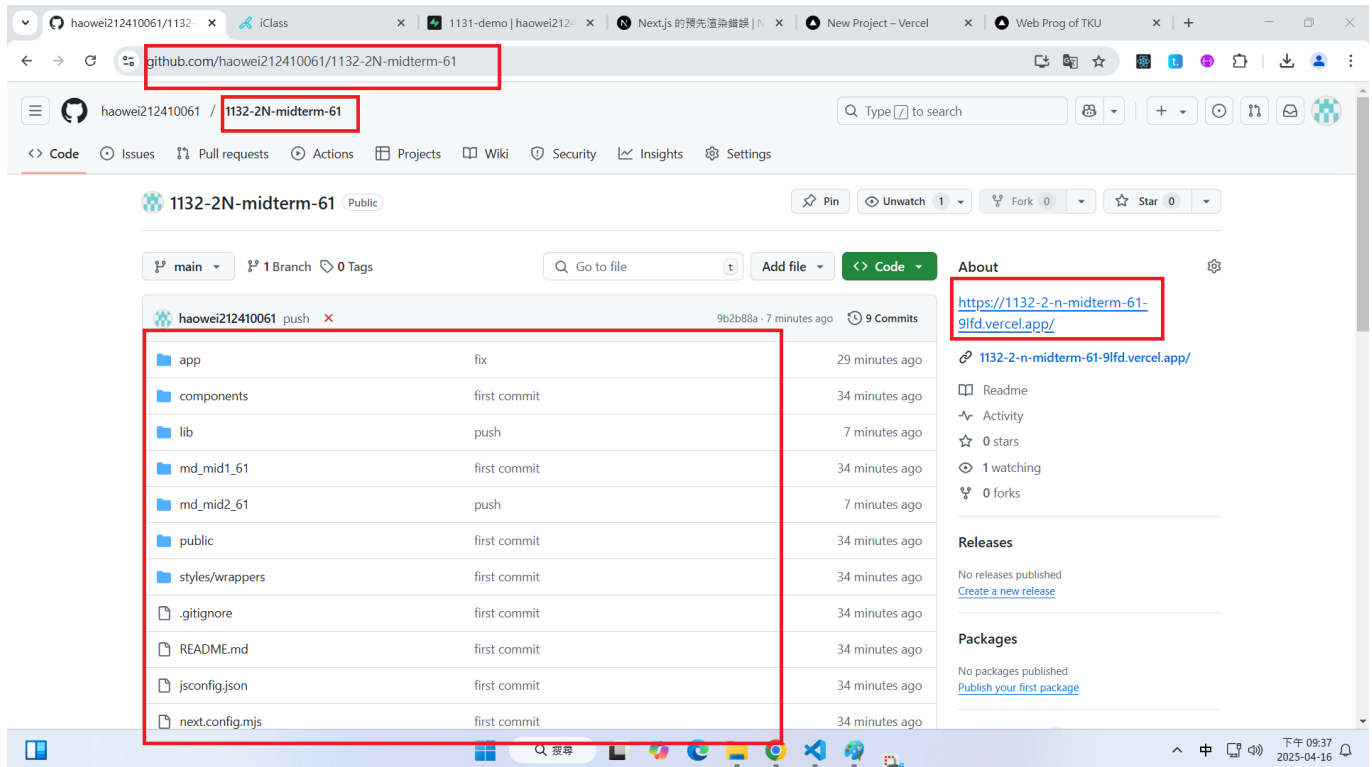 haowei212410061/1132-
iClass
1131-demo | haowei2124
Next.js 的預先渲染錯誤 | N
New Project – Vercel
Web Prog of TKU
github.com/haowei212410061/1132-2N-midterm-61
haowei212410061 / 1132-2N-midterm-61
Type / to search
Code Issues Pull requests Actions Projects Wiki Security Insights Settings
1132-2N-midterm-61 Public
Pin Unwatch 1 Fork 0 Star 0
main 1 Branch 0 Tags
Go to file t Add file Code
haowei212410061 push 9b2b88a · 7 minutes ago 9 Commits
app fix 29 minutes ago
components first commit 34 minutes ago
lib push 7 minutes ago
md_mid1_61 first commit 34 minutes ago
md_mid2_61 push 7 minutes ago
public first commit 34 minutes ago
styles/wrappers first commit 34 minutes ago
.gitignore first commit 34 minutes ago
README.md first commit 34 minutes ago
jsconfig.json first commit 34 minutes ago
next.config.mjs first commit 34 minutes ago
About
https://1132-2-n-midterm-61-
9lfd.vercel.app/
1132-2-n-midterm-61-9lfd.vercel.app/
Readme
Activity
0 stars
1 watching
0 forks
Releases
No releases published
Create a new release
Packages
No packages published
Publish your first package
搜尋
中
下午 09:37
2025-04-16